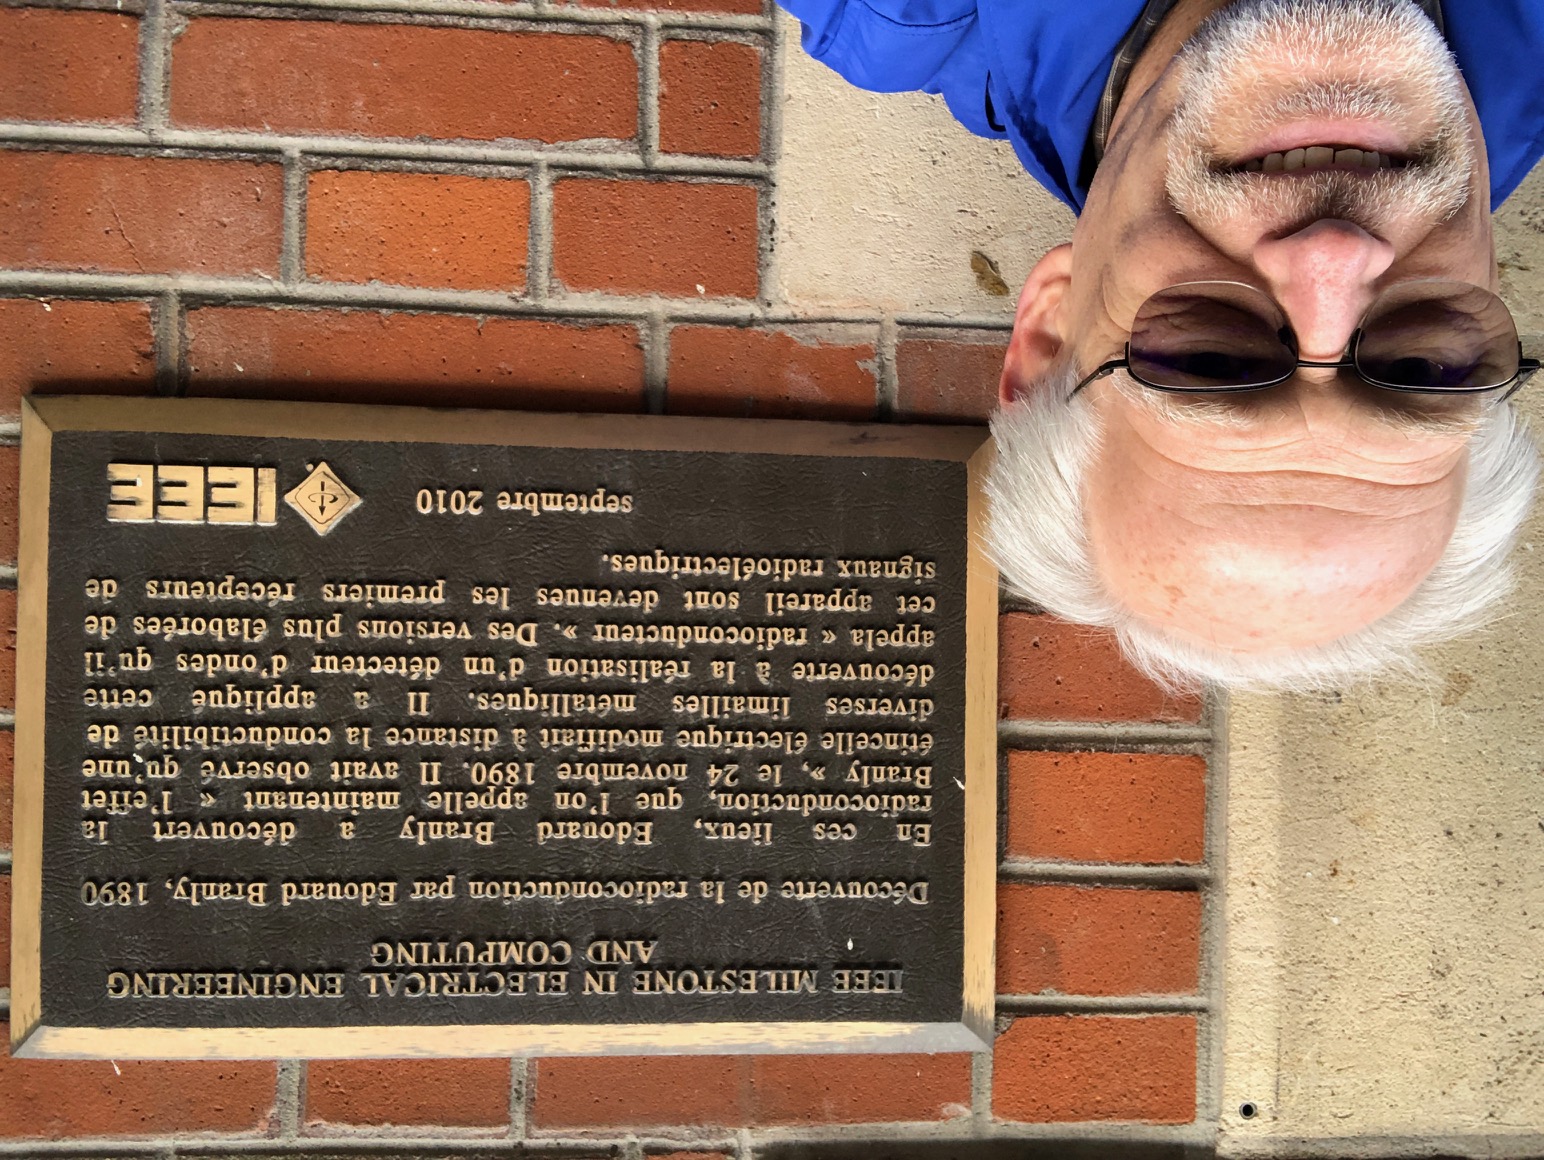 IEEE MILESTONE IN ELECTRICAL ENGINEERING
AND COMPUTING
Découverte de la radioconduction par Edouard Branly, 1890
En ces lieux, Edouard Branly a découvert la
radioconduction, que l'on appelle maintenant « l'effet
Branly », le 24 novembre 1890. Il avait observé qu'une
étincelle électrique modifiait à distance la conductibilité de
diverses limailles métalliques. Il a appliqué cette
découverte à la réalisation d'un détecteur d'ondes qu'il
appela « radioconducteur ». Des versions plus élaborées de
cet appareil sont devenues les premiers récepteurs de
signaux radioélectriques.
septembre 2010
IEEE